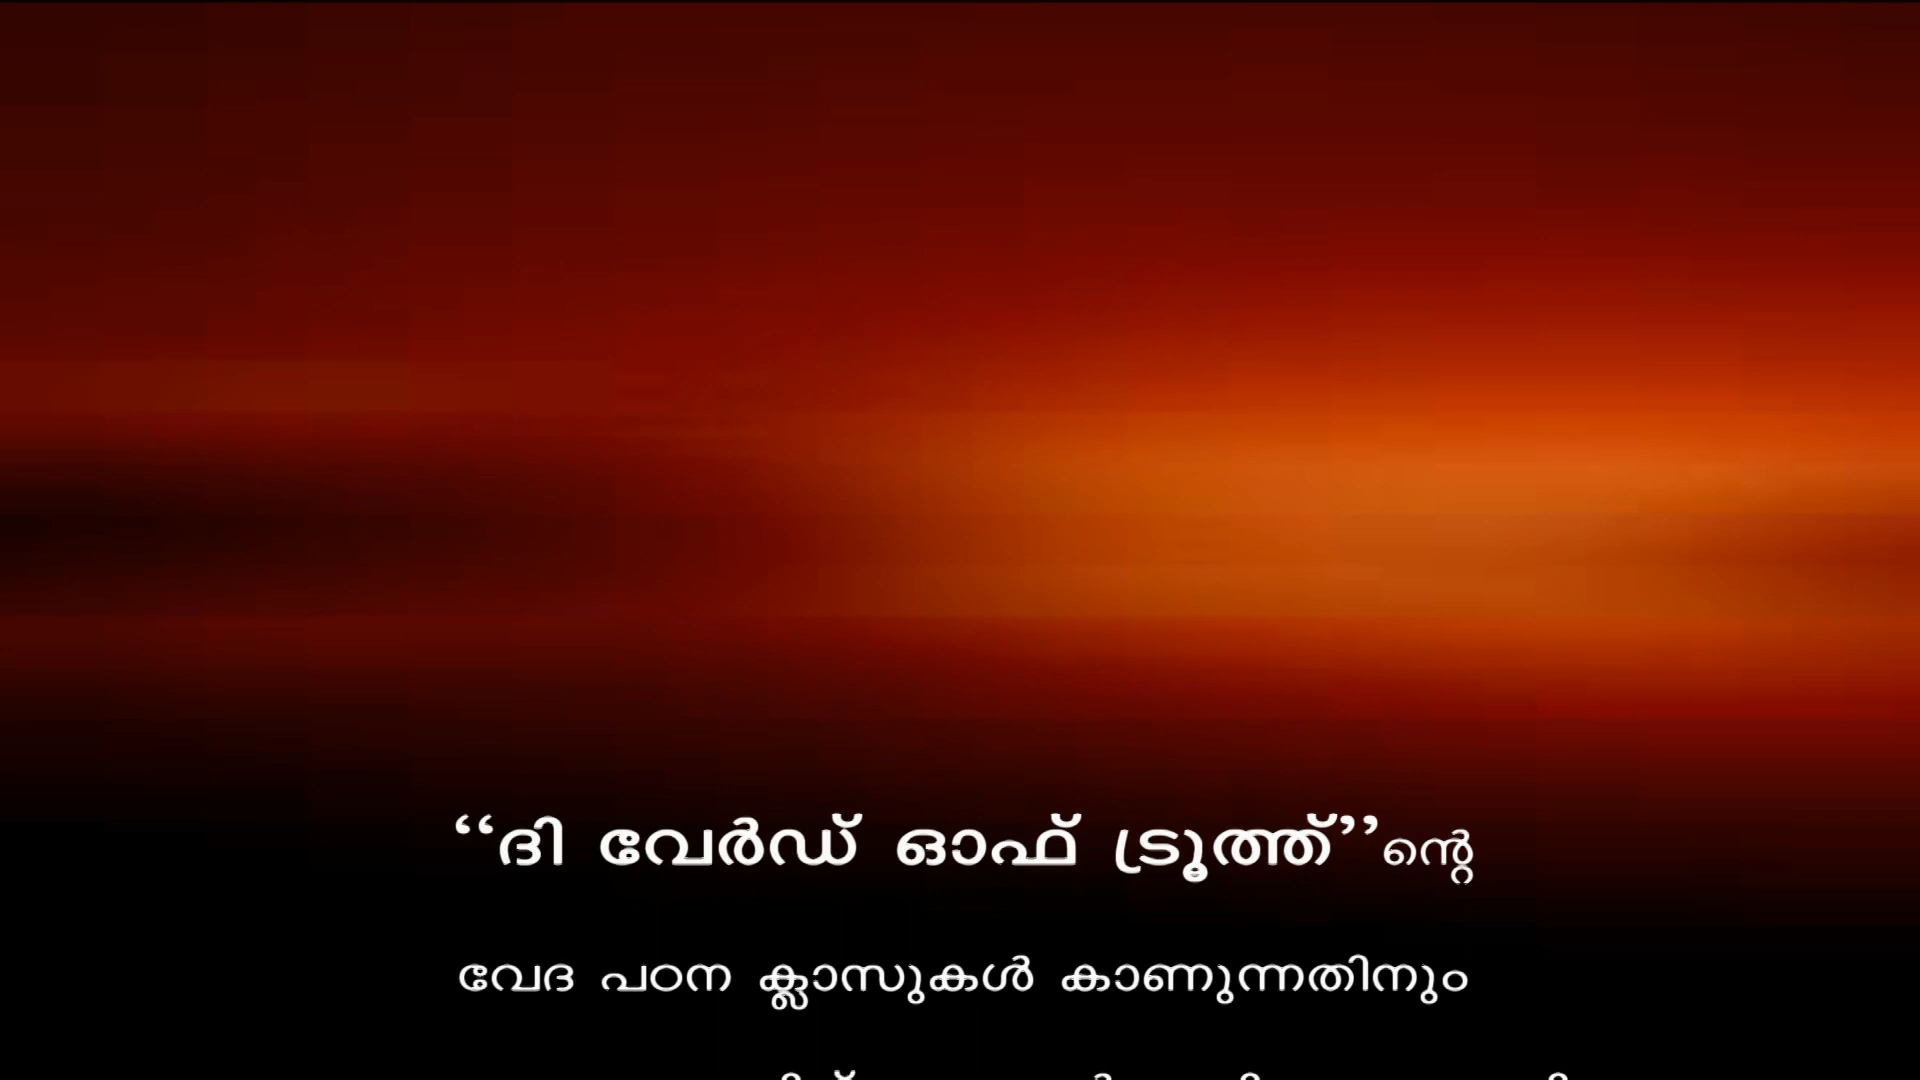 “ദി വേർഡ് ഓഫ് ട്രൂത്ത്”ന്റെ
വേദ പഠന ക്ലാസുകൾ കാണുന്നതിനും